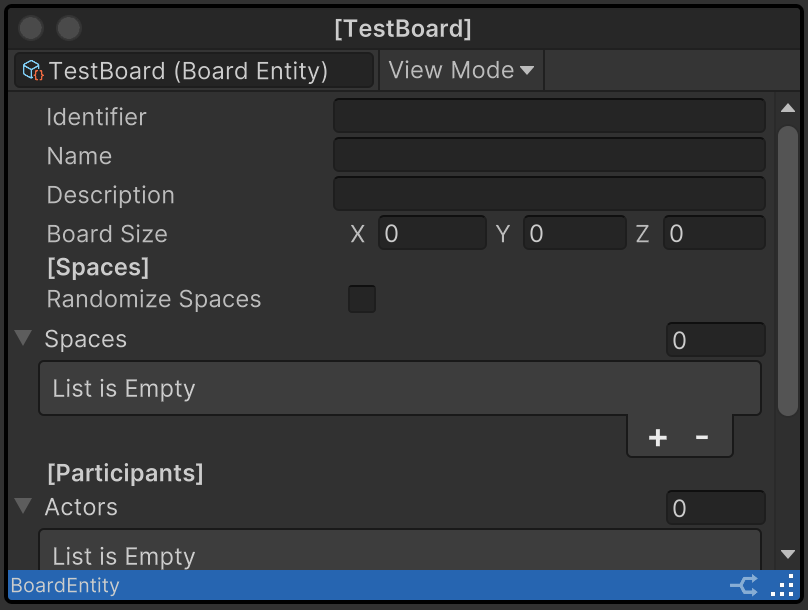 [TestBoard]
TestBoard (Board Entity) View Mode
Identifier
Name
Description
Board Size X 0 Y 0 Z 0
[Spaces]
Randomize Spaces
Spaces 0
List is Empty
+ -
[Participants]
Actors 0
List is Empty
BoardEntity